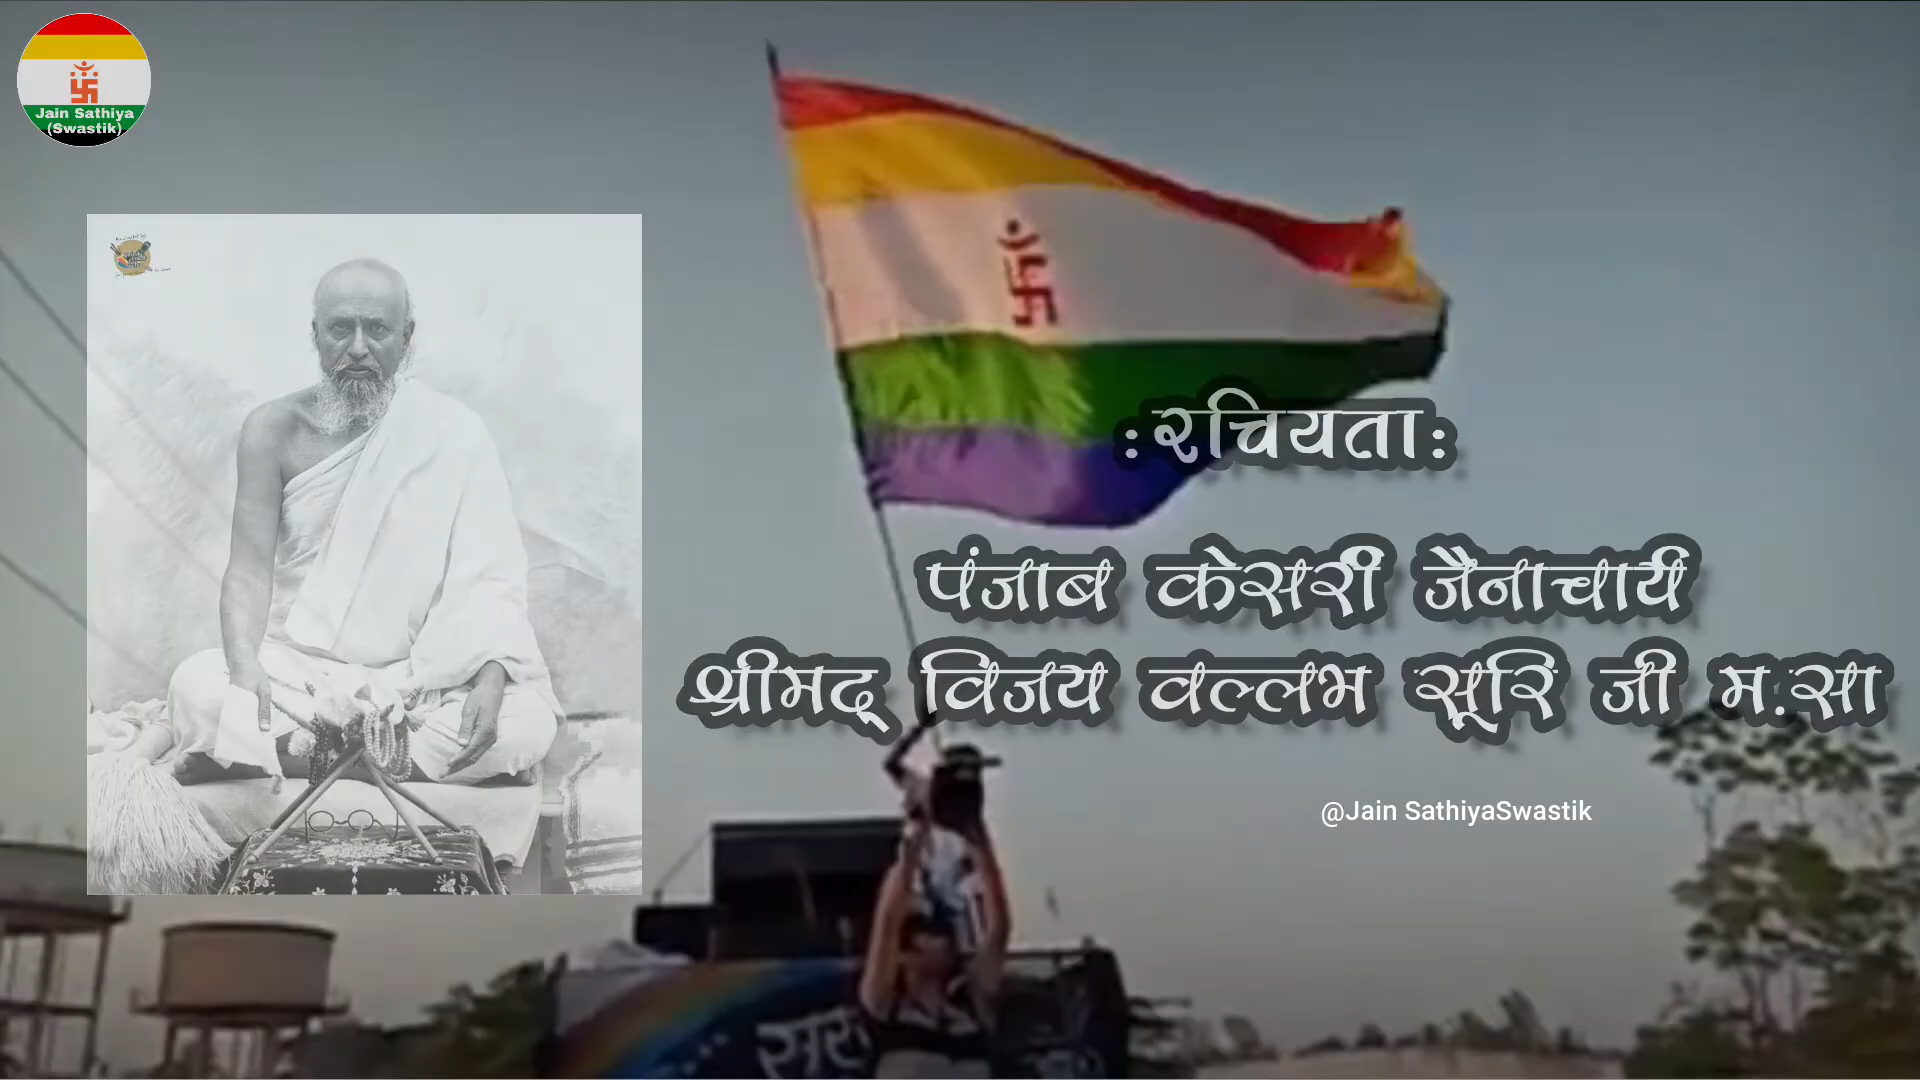 Jain Sathiya
(Swastik)
:रचियता:
पंजाब केसरी जैनाचार्य
श्रीमद् विजय वल्लभ सूरि जी म.सा
@Jain SathiyaSwastik